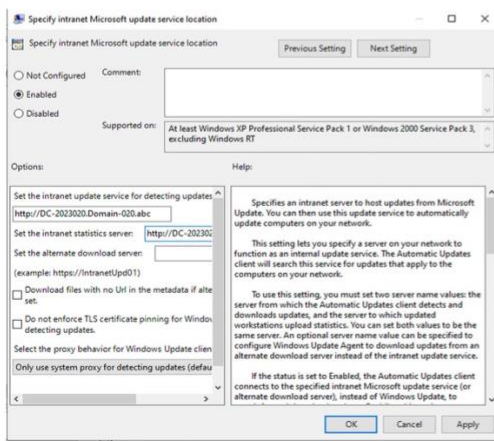 Specify intranet Microsoft update service location
Specify intranet Microsoft update service location
Previous Setting
Next Setting
Not Configured
Comment:
Enabled
Disabled
Supported on:
At least Windows XP Professional Service Pack 1 or Windows 2000 Service Pack 3,
excluding Windows RT
Options:
Help:
Set the intranet update service for detecting updates
http://DC-2023020.Domain-020.abc
Set the intranet statistics server:
http://DC-202302
Set the alternate download server:
(example: https://IntranetUpd01)
Download files with no Url in the metadata if alte
set.
Do not enforce TLS certificate pinning for Windov
detecting updates.
Select the proxy behavior for Windows Update clien
Only use system proxy for detecting updates (defau
Specifies an intranet server to host updates from Microsoft
Update. You can then use this update service to automatically
update computers on your network.
This setting lets you specify a server on your network to
function as an internal update service. The Automatic Updates
client will search this service for updates that apply to the
computers on your network.
To use this setting, you must set two server name values: the
server from which the Automatic Updates client detects and
downloads updates, and the server to which updated
workstations upload statistics. You can set both values to be the
same server. An optional server name value can be specified to
configure Windows Update Agent to download updates from an
alternate download server instead of the intranet update service.
If the status is set to Enabled, the Automatic Updates client
connects to the specified intranet Microsoft update service (or
alternate download server), instead of Windows Update, to
OK
Cancel
Apply